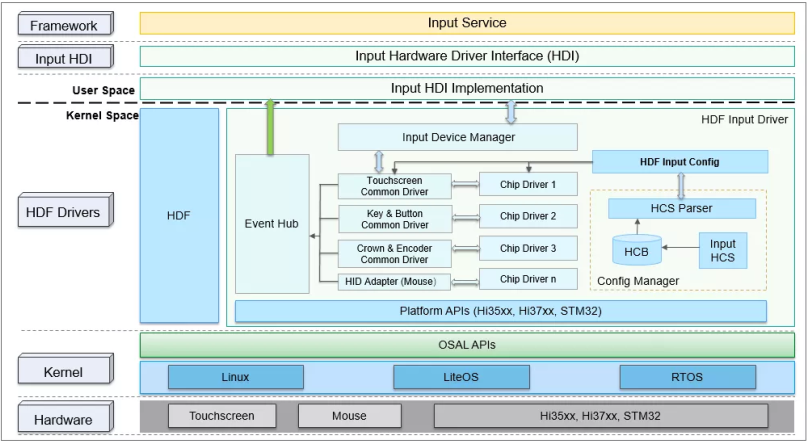 Framework
Input Service
Input HDI
Input Hardware Driver Interface (HDI)
User Space
Input HDI Implementation
Kernel Space
HDF Drivers
HDF
HDF Input Driver
Input Device Manager
HDF Input Config
Event Hub
Touchscreen
Common Driver
Chip Driver 1
Key & Button
Common Driver
Chip Driver 2
Crown & Encoder
Common Driver
Chip Driver 3
HID Adapter (Mouse)
Chip Driver n
HCS Parser
HCB
Input
HCS
Config Manager
Platform APIs (Hi35xx, Hi37xx, STM32)
Kernel
OSAL APIs
Linux
LiteOS
RTOS
Hardware
Touchscreen
Mouse
Hi35xx, Hi37xx, STM32